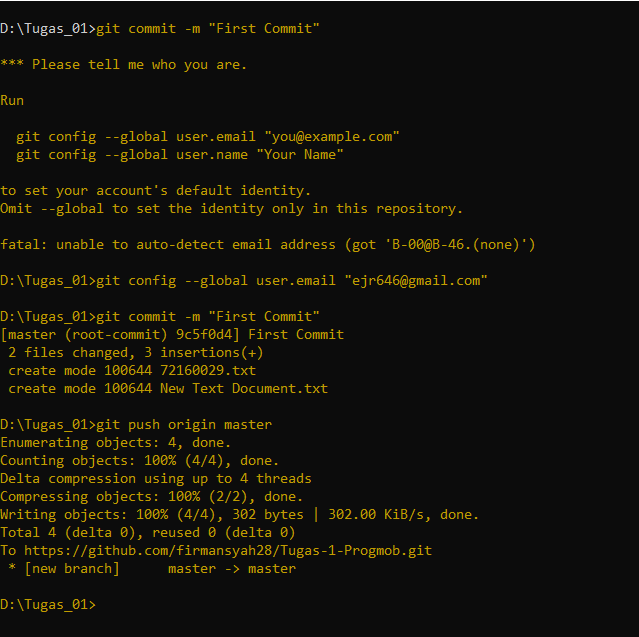 D:\Tugas_01>git commit -m "First Commit"
*** Please tell me who you are.
Run
  git config --global user.email "you@example.com"
  git config --global user.name "Your Name"
to set your account's default identity.
Omit --global to set the identity only in this repository.
fatal: unable to auto-detect email address (got 'B-00@B-46.(none)')
D:\Tugas_01>git config --global user.email "ejr646@gmail.com"
D:\Tugas_01>git commit -m "First Commit"
[master (root-commit) 9c5f0d4] First Commit
 2 files changed, 3 insertions(+)
 create mode 100644 72160029.txt
 create mode 100644 New Text Document.txt
D:\Tugas_01>git push origin master
Enumerating objects: 4, done.
Counting objects: 100% (4/4), done.
Delta compression using up to 4 threads
Compressing objects: 100% (2/2), done.
Writing objects: 100% (4/4), 302 bytes | 302.00 KiB/s, done.
Total 4 (delta 0), reused 0 (delta 0)
To https://github.com/firmansyah28/Tugas-1-Progmob.git
 * [new branch]      master -> master
D:\Tugas_01>